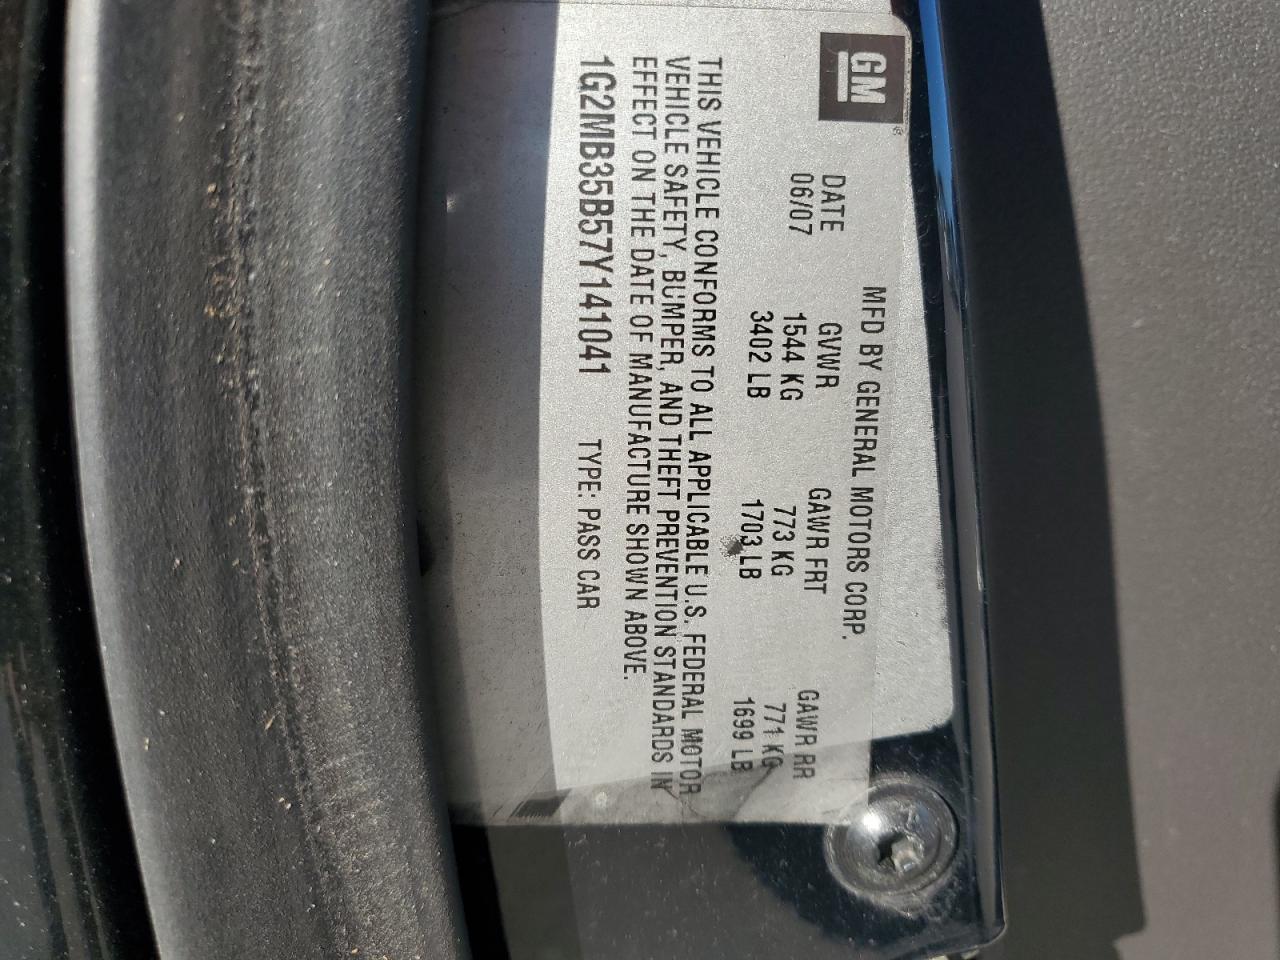 GM
MFD BY GENERAL MOTORS CORP.
DATE GVWR GAWR FRT GAWR RR
06/07 1544 KG 773 KG 771 KG
3402 LB 1703 LB 1699 LB
THIS VEHICLE CONFORMS TO ALL APPLICABLE U.S. FEDERAL MOTOR
VEHICLE SAFETY, BUMPER, AND THEFT PREVENTION STANDARDS IN
EFFECT ON THE DATE OF MANUFACTURE SHOWN ABOVE.
1G2MB35B57Y141041 TYPE: PASS CAR